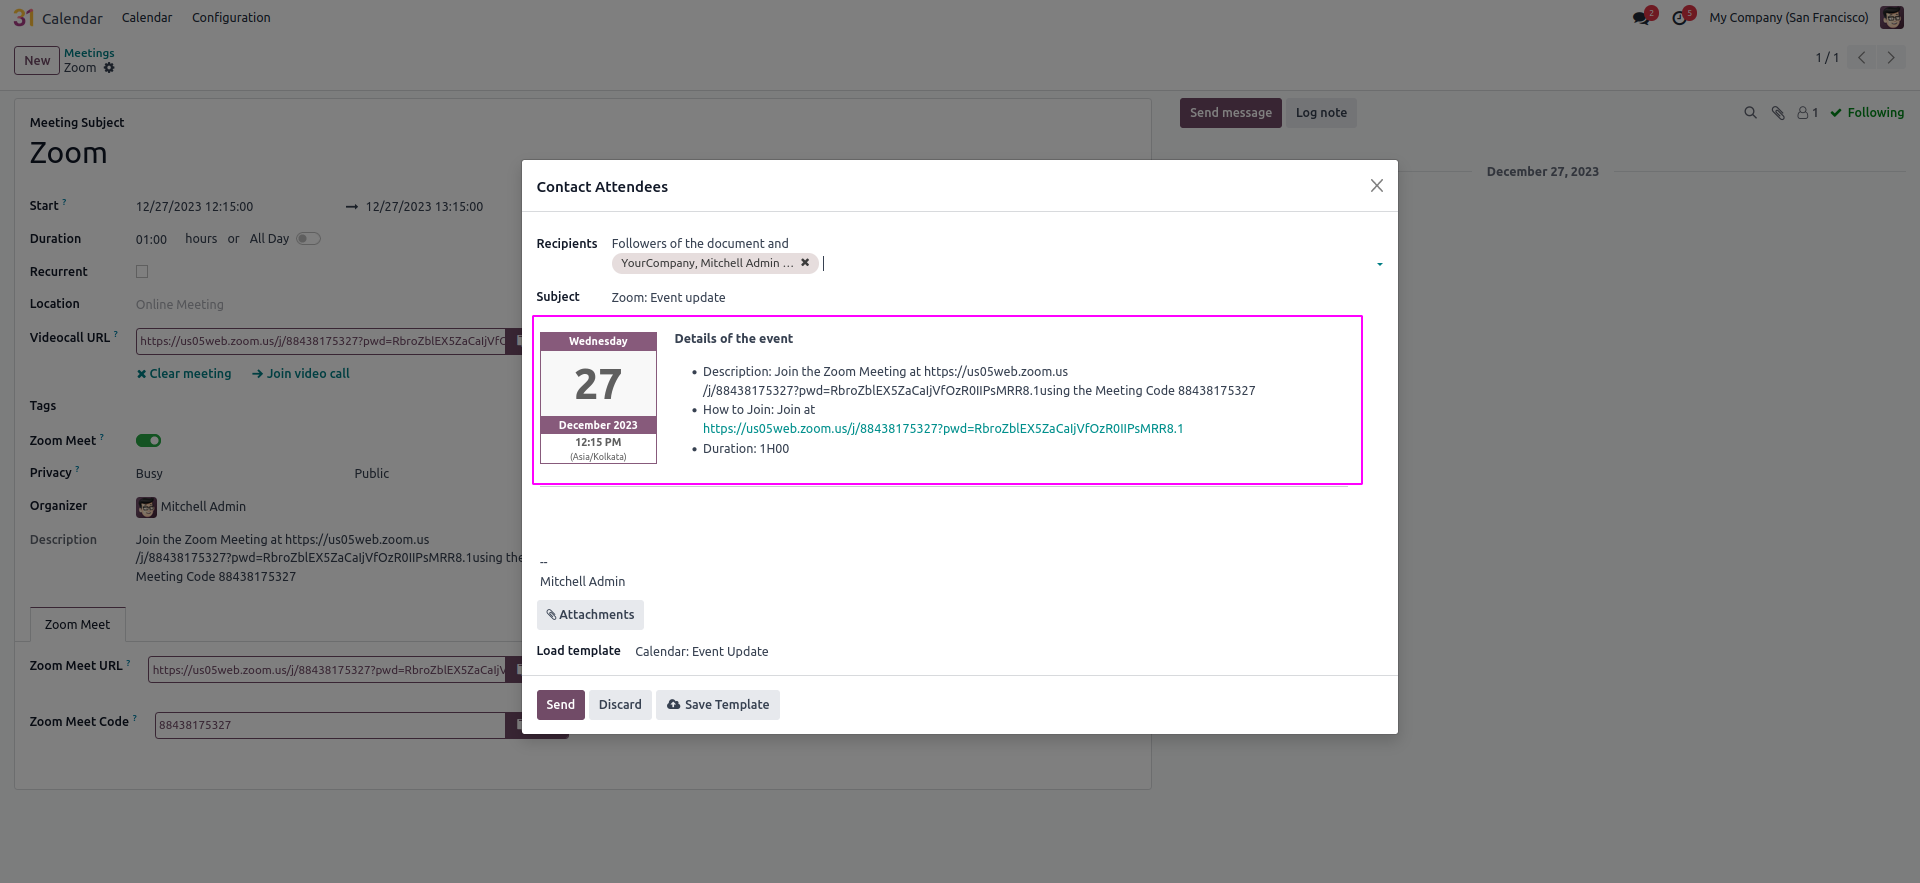 31 Calendar Calendar Configuration 2 5 My Company (San Francisco)
New Meetings
Zoom
1 / 1
Meeting Subject
Zoom
Send message Log note 1 Following
December 27, 2023
Start ? 12/27/2023 12:15:00 → 12/27/2023 13:15:00
Duration 01:00 hours or All Day
Recurrent
Location Online Meeting
Videocall URL ? https://us05web.zoom.us/j/88438175327?pwd=RbroZblEX5ZaCaIjVfO
Clear meeting → Join video call
Tags
Zoom Meet ?
Privacy ? Busy Public
Organizer Mitchell Admin
Description Join the Zoom Meeting at https://us05web.zoom.us
/j/88438175327?pwd=RbroZblEX5ZaCaIjVfOzR0IIPsMRR8.1using the
Meeting Code 88438175327
Zoom Meet
Zoom Meet URL ? https://us05web.zoom.us/j/88438175327?pwd=RbroZblEX5ZaCaIjV
Zoom Meet Code ? 88438175327
Contact Attendees
Recipients Followers of the document and
YourCompany, Mitchell Admin ...
Subject Zoom: Event update
Wednesday
27
December 2023
12:15 PM
(Asia/Kolkata)
Details of the event
• Description: Join the Zoom Meeting at https://us05web.zoom.us
/j/88438175327?pwd=RbroZblEX5ZaCaIjVfOzR0IIPsMRR8.1using the Meeting Code 88438175327
• How to Join: Join at
https://us05web.zoom.us/j/88438175327?pwd=RbroZblEX5ZaCaIjVfOzR0IIPsMRR8.1
• Duration: 1H00
--
Mitchell Admin
Attachments
Load template Calendar: Event Update
Send Discard Save Template